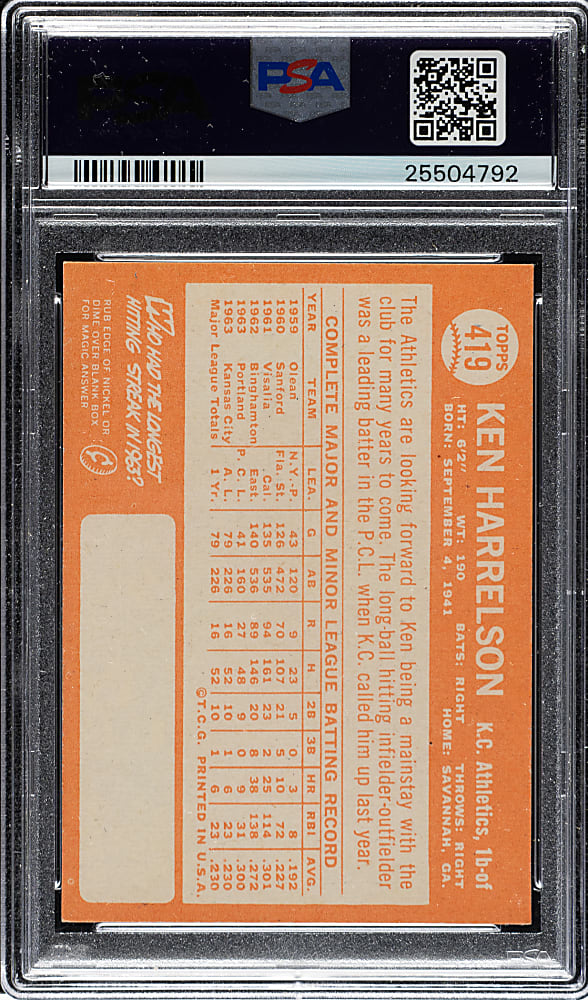 PSA
25504792
TOPPS
419
KEN HARRELSON K.C. Athletics, 1b-of
HT: 6'2" WT: 190 BATS: RIGHT THROWS: RIGHT
BORN: SEPTEMBER 4, 1941 HOME: SAVANNAH, GA.
The Athletics are looking forward to Ken being a mainstay with the
club for many years to come. The long-ball hitting infielder-outfielder
was a leading batter in the P.C.L. when K.C. called him up last year.
COMPLETE MAJOR AND MINOR LEAGUE BATTING RECORD
YEAR TEAM LEA. G AB R H 2B 3B HR RBI AVG.
1959 Olean N.Y.-P. 43 120 9 23 5 0 3 8 .192
1960 Sanford Fla. St. 126 472 70 107 21 5 10 72 .227
1961 Visalia Cal. 135 535 94 161 23 2 25 114 .301
1962 Binghamton East. 140 536 89 146 22 8 38 138 .272
1963 Portland P. C. L. 41 160 27 48 9 0 9 31 .300
1963 Kansas City A. L. 79 226 16 52 10 1 6 23 .230
Major League Totals 1 Yr. 79 226 16 52 10 1 6 23 .230
©T.C.G. PRINTED IN U.S.A.
WHO HAD THE LONGEST
HITTING STREAK IN 1963?
RUB EDGE OF NICKEL OR
DIME OVER BLANK BOX
FOR MAGIC ANSWER